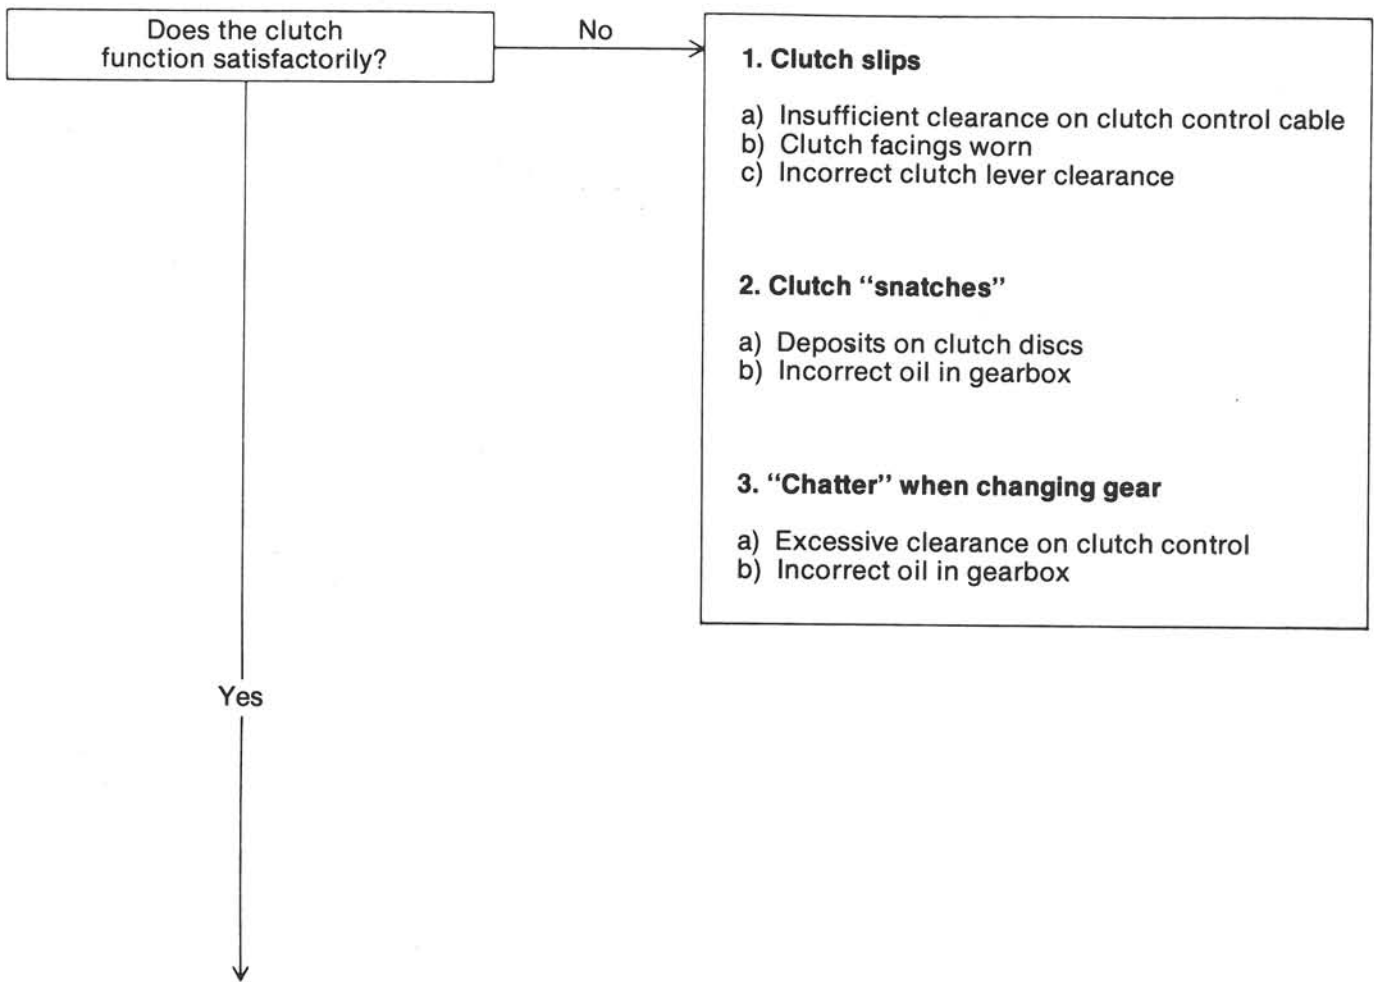 Does the clutch
function satisfactorily?
No
1. Clutch slips
a) Insufficient clearance on clutch control cable
b) Clutch facings worn
c) Incorrect clutch lever clearance
2. Clutch “snatches”
a) Deposits on clutch discs
b) Incorrect oil in gearbox
3. “Chatter” when changing gear
a) Excessive clearance on clutch control
b) Incorrect oil in gearbox
Yes